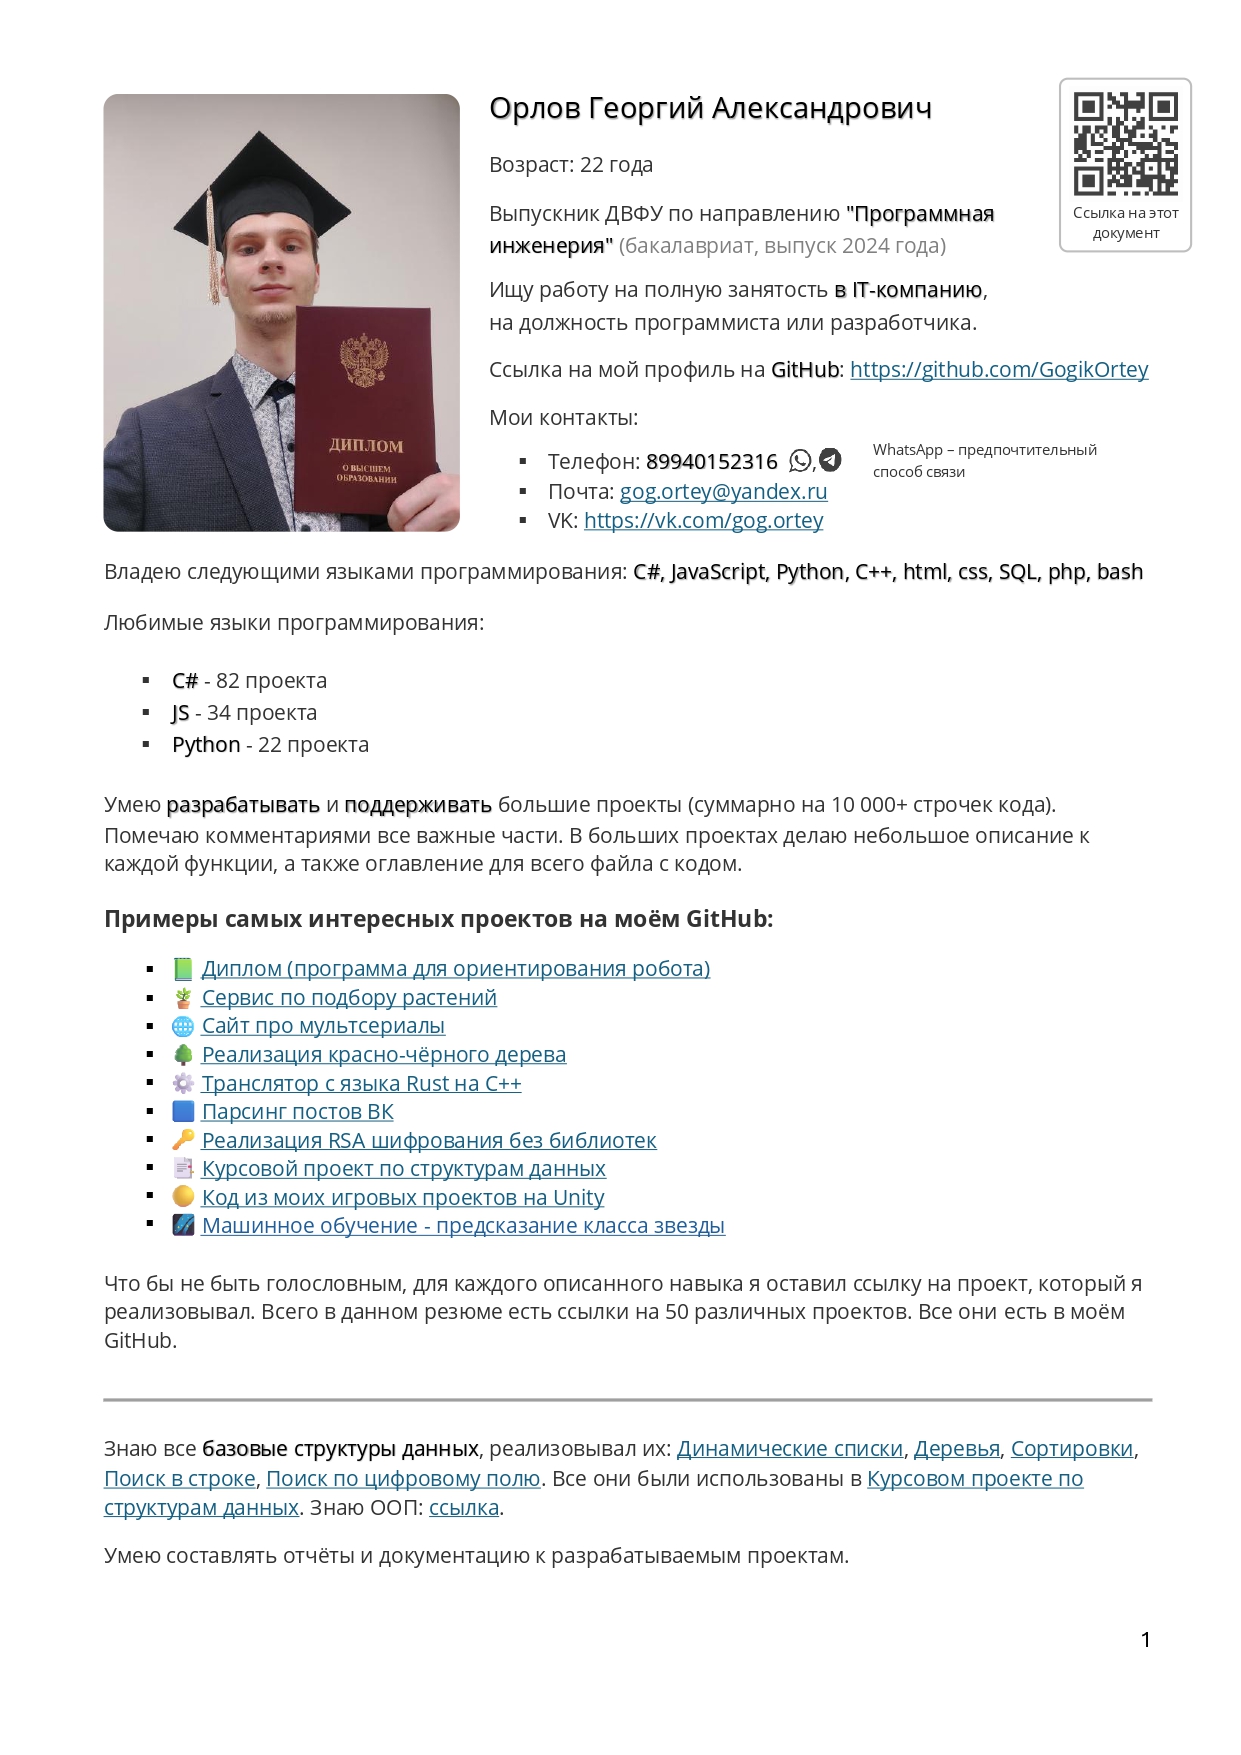 Орлов Георгий Александрович
Возраст: 22 года
Выпускник ДВФУ по направлению "Программная
инженерия" (бакалавриат, выпуск 2024 года)
Ищу работу на полную занятость в IT-компанию,
на должность программиста или разработчика.
Ссылка на мой профиль на GitHub: https://github.com/GogikOrtey
Мои контакты:
▪ Телефон: 89940152316 ,
▪ Почта: gog.ortey@yandex.ru
▪ VK: https://vk.com/gog.ortey
WhatsApp – предпочтительный
способ связи
Ссылка на этот
документ
ДИПЛОМ
О ВЫСШЕМ
ОБРАЗОВАНИИ
Владею следующими языками программирования: C#, JavaScript, Python, C++, html, css, SQL, php, bash
Любимые языки программирования:
▪ C# - 82 проекта
▪ JS - 34 проекта
▪ Python - 22 проекта
Умею разрабатывать и поддерживать большие проекты (суммарно на 10 000+ строчек кода).
Помечаю комментариями все важные части. В больших проектах делаю небольшое описание к
каждой функции, а также оглавление для всего файла с кодом.
Примеры самых интересных проектов на моём GitHub:
▪ Диплом (программа для ориентирования робота)
▪ Сервис по подбору растений
▪ Сайт про мультсериалы
▪ Реализация красно-чёрного дерева
▪ Транслятор с языка Rust на C++
▪ Парсинг постов ВК
▪ Реализация RSA шифрования без библиотек
▪ Курсовой проект по структурам данных
▪ Код из моих игровых проектов на Unity
▪ Машинное обучение - предсказание класса звезды
Что бы не быть голословным, для каждого описанного навыка я оставил ссылку на проект, который я
реализовывал. Всего в данном резюме есть ссылки на 50 различных проектов. Все они есть в моём
GitHub.
Знаю все базовые структуры данных, реализовывал их: Динамические списки, Деревья, Сортировки,
Поиск в строке, Поиск по цифровому полю. Все они были использованы в Курсовом проекте по
структурам данных. Знаю ООП: ссылка.
Умею составлять отчёты и документацию к разрабатываемым проектам.
1